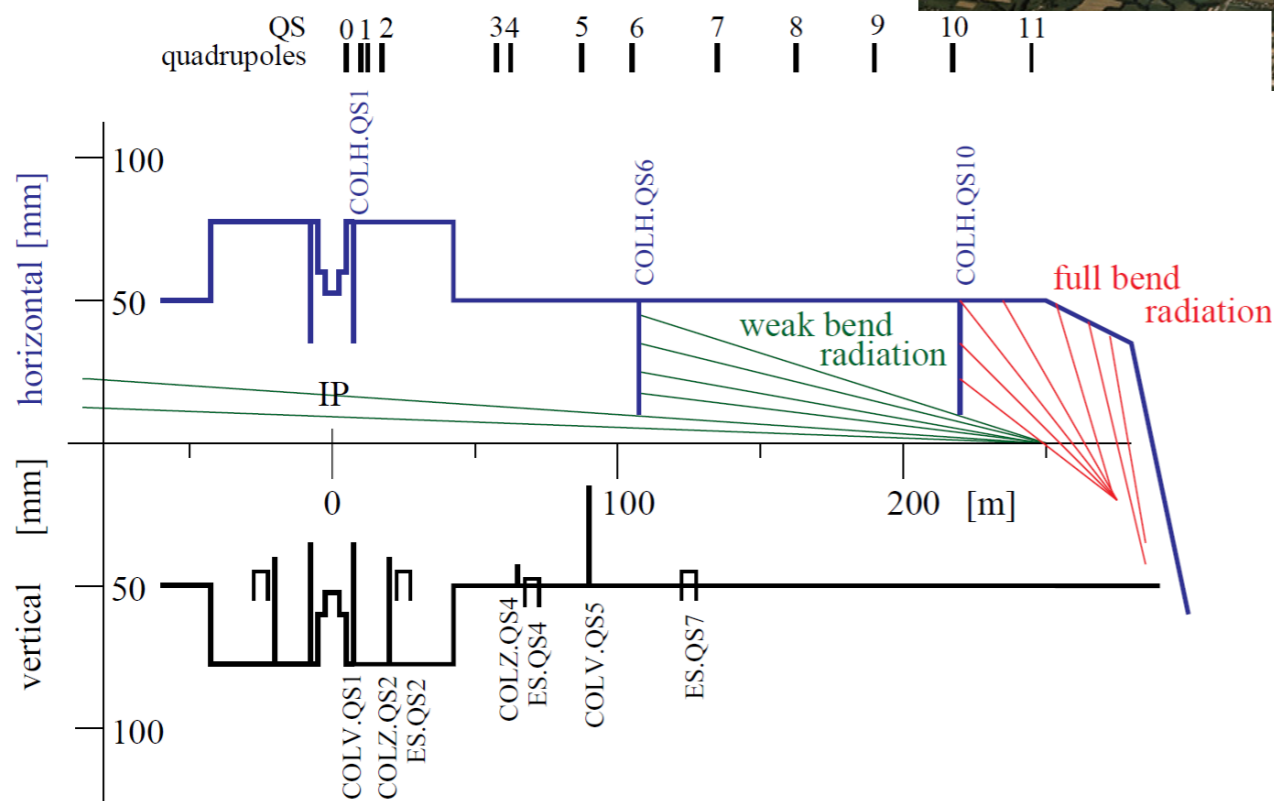 QS 0 1 2 34 5 6 7 8 9 10 11
quadrupoles
COLH.QS1
COLH.QS6
COLH.QS10
horizontal [mm]
100
50
full bend
radiation
weak bend
radiation
IP
0 100 200 [m]
vertical [mm]
50
100
COLV.QS1
COLZ.QS2
ES.QS2
COLZ.QS4
ES.QS4
COLV.QS5
ES.QS7